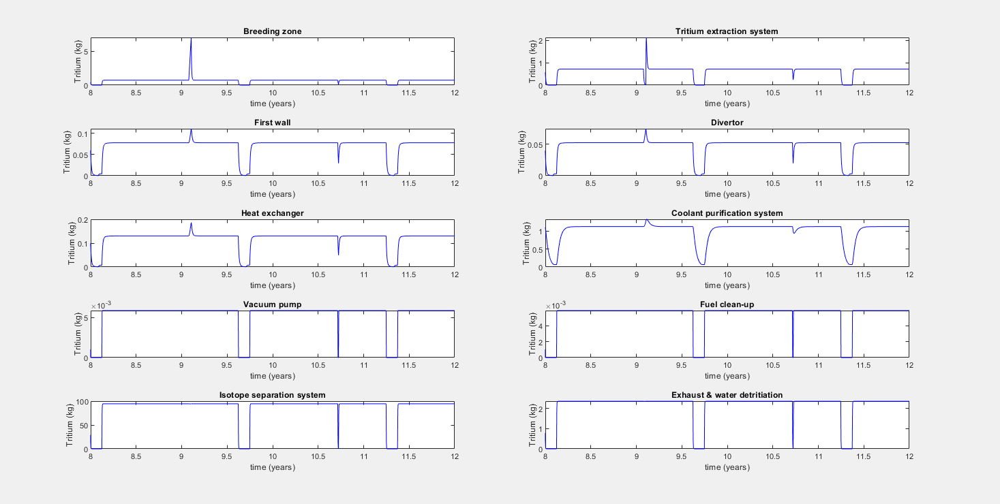 Breeding zone
Tritium (kg)
5
0
8 8.5 9 9.5 10 10.5 11 11.5 12
time (years)
Tritium extraction system
Tritium (kg)
2
1
0
8 8.5 9 9.5 10 10.5 11 11.5 12
time (years)
First wall
Tritium (kg)
0.1
0.05
0
8 8.5 9 9.5 10 10.5 11 11.5 12
time (years)
Divertor
Tritium (kg)
0.05
0
8 8.5 9 9.5 10 10.5 11 11.5 12
time (years)
Heat exchanger
Tritium (kg)
0.2
0.1
0
8 8.5 9 9.5 10 10.5 11 11.5 12
time (years)
Coolant purification system
Tritium (kg)
1
0.5
0
8 8.5 9 9.5 10 10.5 11 11.5 12
time (years)
Vacuum pump
×10⁻³
Tritium (kg)
5
0
8 8.5 9 9.5 10 10.5 11 11.5 12
time (years)
Fuel clean-up
×10⁻³
Tritium (kg)
4
2
0
8 8.5 9 9.5 10 10.5 11 11.5 12
time (years)
Isotope separation system
Tritium (kg)
100
50
0
8 8.5 9 9.5 10 10.5 11 11.5 12
time (years)
Exhaust & water detritiation
Tritium (kg)
2
1
0
8 8.5 9 9.5 10 10.5 11 11.5 12
time (years)